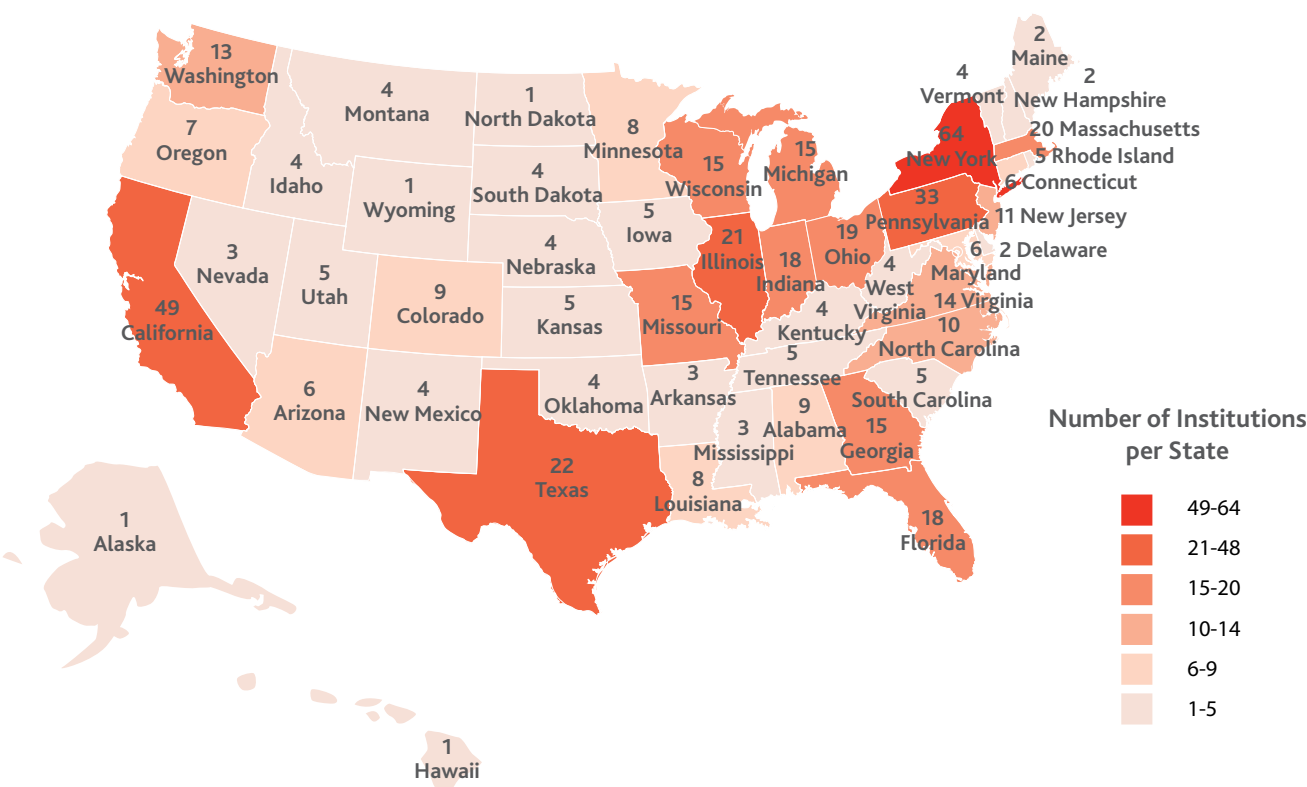 13
Washington
7
Oregon
4
Idaho
4
Montana
1
Wyoming
1
North Dakota
4
South Dakota
4
Nebraska
5
Kansas
4
Oklahoma
22
Texas
8
Minnesota
5
Iowa
15
Missouri
3
Arkansas
8
Louisiana
15
Wisconsin
21
Illinois
15
Michigan
18
Indiana
19
Ohio
4
Kentucky
5
Tennessee
3
Mississippi
9
Alabama
15
Georgia
18
Florida
5
South Carolina
10
North Carolina
14 Virginia
4
West
Virginia
6
Maryland
2 Delaware
11 New Jersey
33
Pennsylvania
64
New York
6 Connecticut
5 Rhode Island
20 Massachusetts
4
Vermont
2
New Hampshire
2
Maine
49
California
3
Nevada
5
Utah
9
Colorado
6
Arizona
4
New Mexico
1
Alaska
1
Hawaii
Number of Institutions
per State
49-64
21-48
15-20
10-14
6-9
1-5